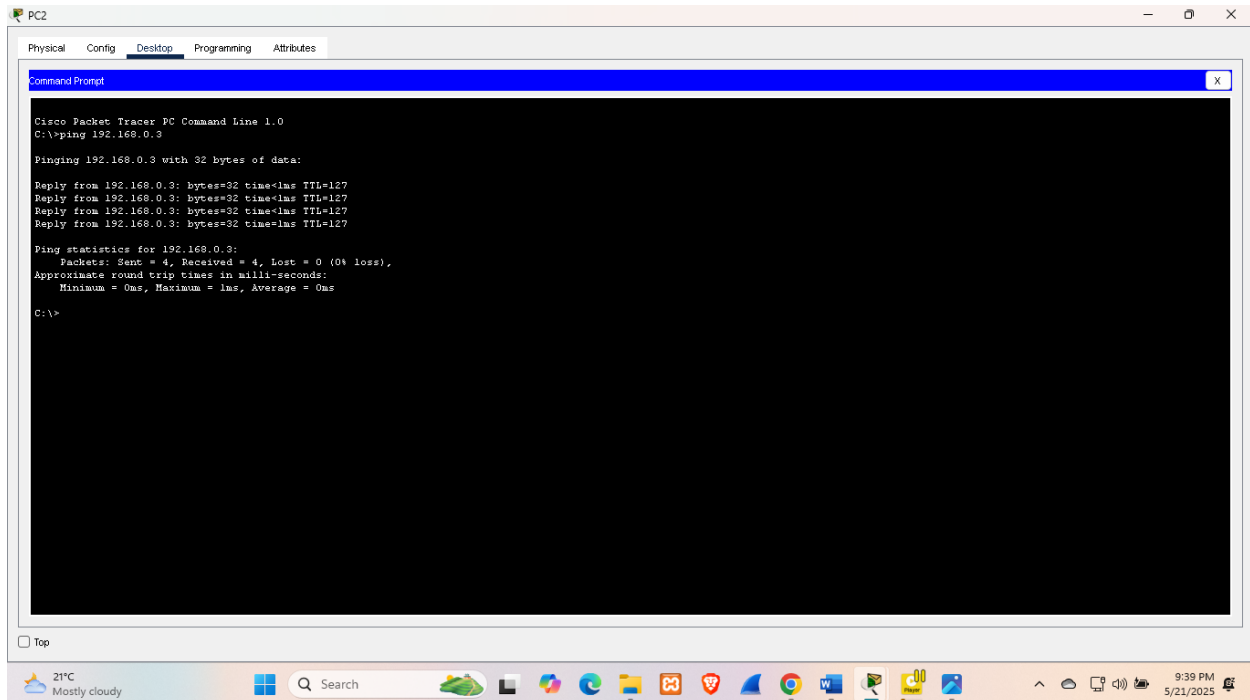 PC2
Physical Config Desktop Programming Attributes
Command Prompt
X
Cisco Packet Tracer PC Command Line 1.0
C:\>ping 192.168.0.3
Pinging 192.168.0.3 with 32 bytes of data:
Reply from 192.168.0.3: bytes=32 time<1ms TTL=127
Reply from 192.168.0.3: bytes=32 time<1ms TTL=127
Reply from 192.168.0.3: bytes=32 time<1ms TTL=127
Reply from 192.168.0.3: bytes=32 time=1ms TTL=127
Ping statistics for 192.168.0.3:
Packets: Sent = 4, Received = 4, Lost = 0 (0% loss),
Approximate round trip times in milli-seconds:
Minimum = 0ms, Maximum = 1ms, Average = 0ms
C:\>
Top
21°C
Mostly cloudy
Search
Player
9:39 PM
5/21/2025